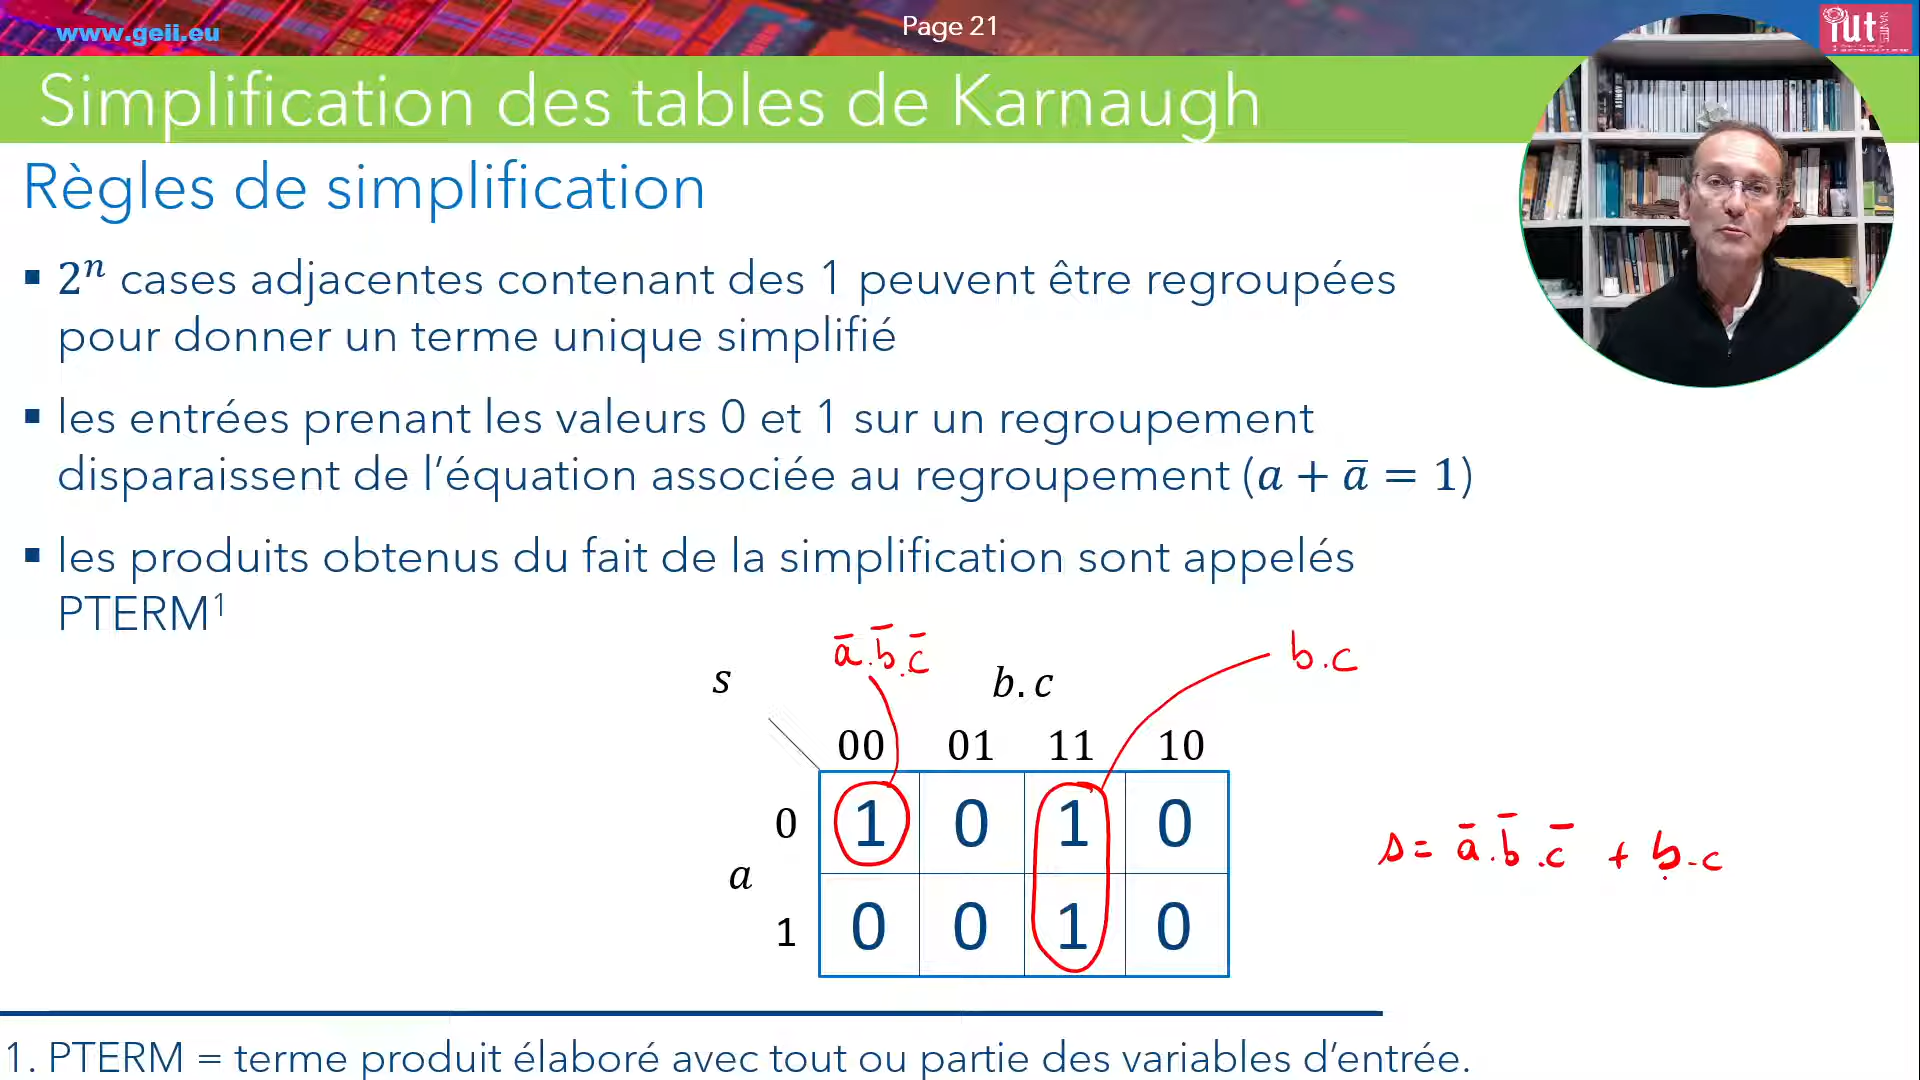 www.geii.eu
Page 21
iut
NANTES
Simplification des tables de Karnaugh
Règles de simplification
▪ 2ⁿ cases adjacentes contenant des 1 peuvent être regroupées
pour donner un terme unique simplifié
▪ les entrées prenant les valeurs 0 et 1 sur un regroupement
disparaissent de l’équation associée au regroupement (a + a̅ = 1)
▪ les produits obtenus du fait de la simplification sont appelés
PTERM¹
a̅.b̅.c̅
b.c
s
b.c
00 01 11 10
0 1 0 1 0
a
1 0 0 1 0
s = a̅.b̅.c̅ + b.c
1. PTERM = terme produit élaboré avec tout ou partie des variables d’entrée.